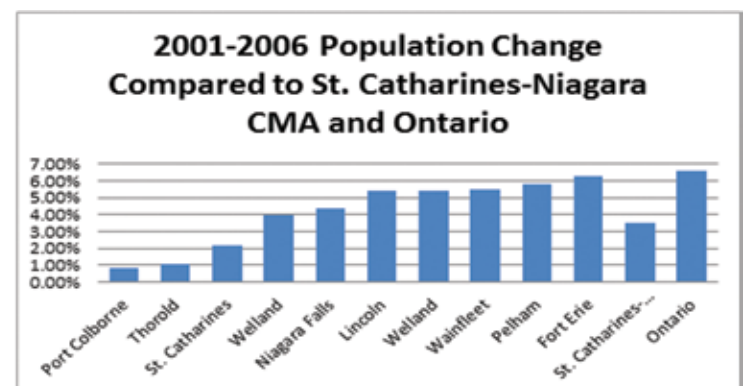 2001-2006 Population Change
Compared to St. Catharines-Niagara
CMA and Ontario
7.00%
6.00%
5.00%
4.00%
3.00%
2.00%
1.00%
0.00%
Port Colborne
Thorold
St. Catharines
Welland
Niagara Falls
Lincoln
Welland
Wainfleet
Pelham
Fort Erie
St. Catharines-...
Ontario